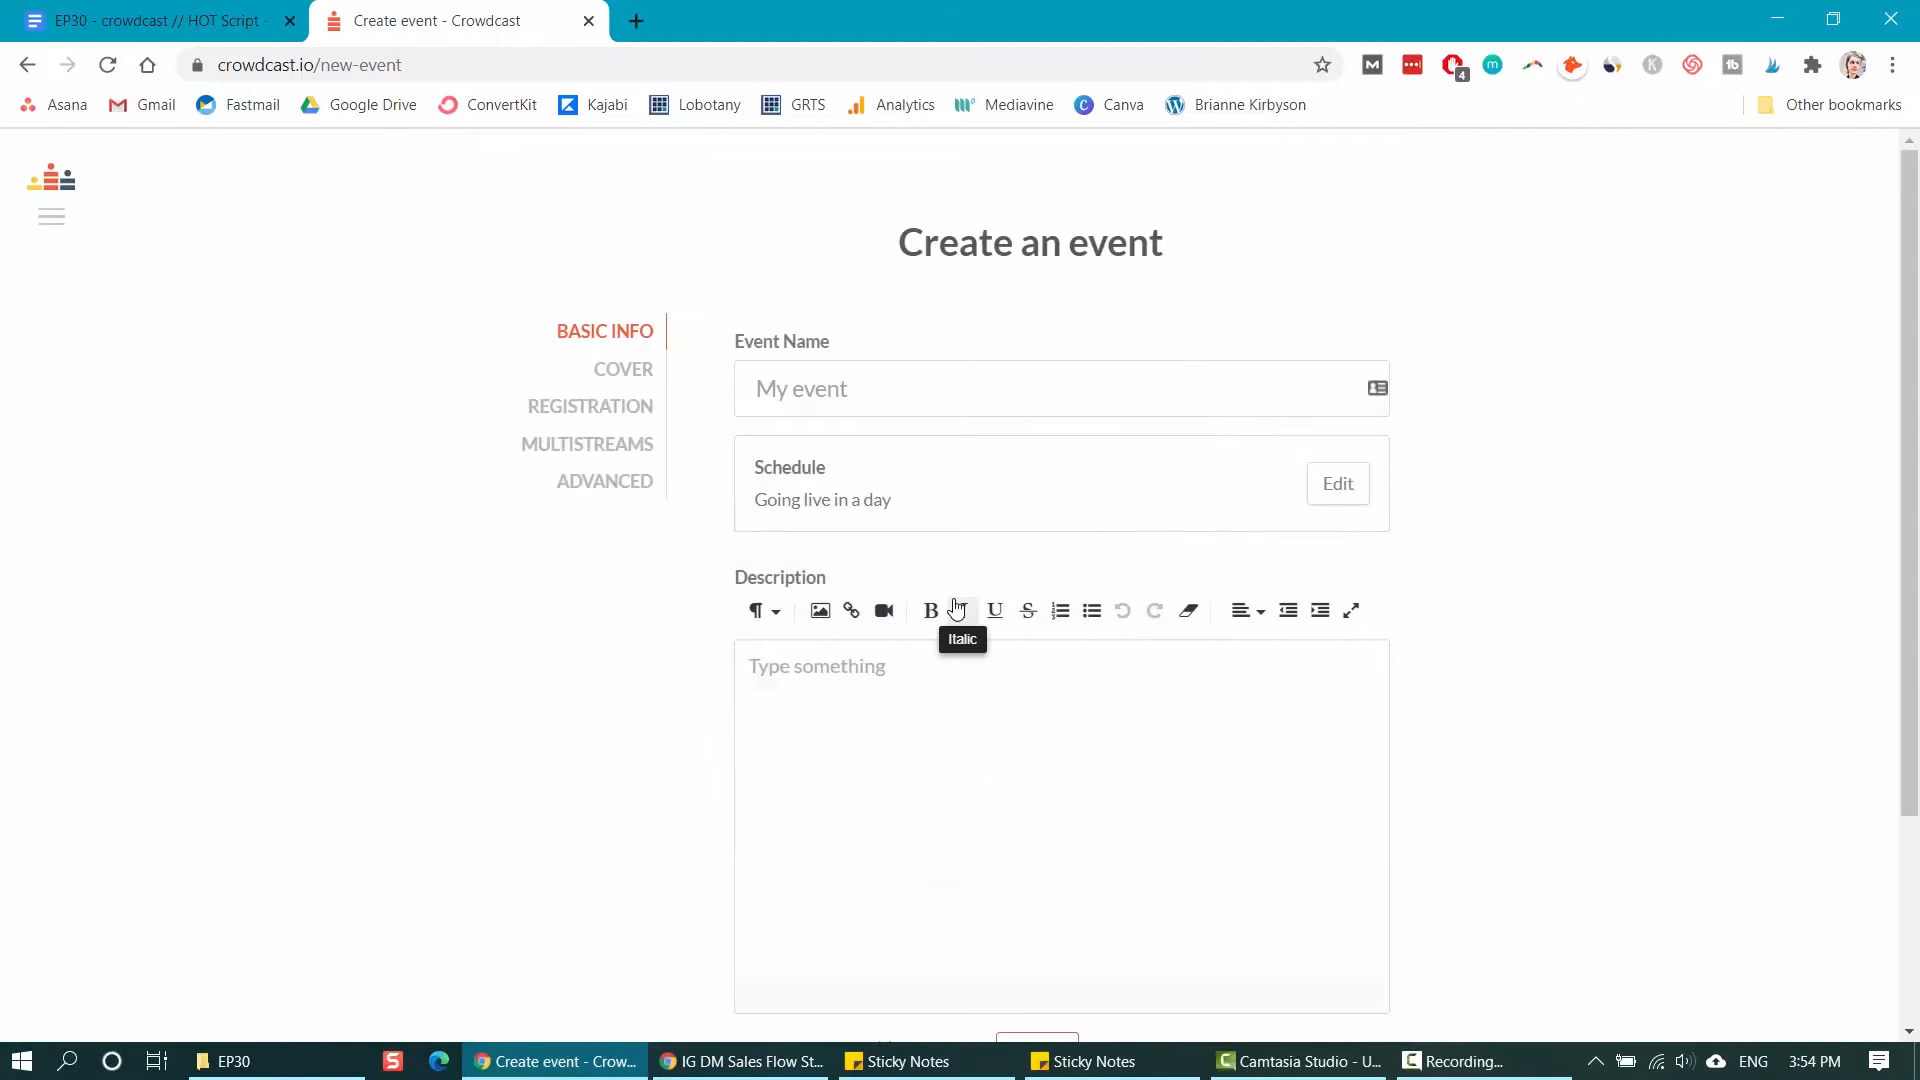 EP30 - crowdcast // HOT Script -
Create event - Crowdcast
crowdcast.io/new-event
4
Asana
Gmail
Fastmail
Google Drive
ConvertKit
Kajabi
Lobotany
GRTS
Analytics
Mediavine
Canva
Brianne Kirbyson
Other bookmarks
Create an event
BASIC INFO
COVER
REGISTRATION
MULTISTREAMS
ADVANCED
Event Name
My event
Schedule
Going live in a day
Edit
Description
B
U
S
Italic
Type something
EP30
Create event - Crow...
IG DM Sales Flow St...
Sticky Notes
Sticky Notes
Camtasia Studio - U...
Recording...
ENG
3:54 PM